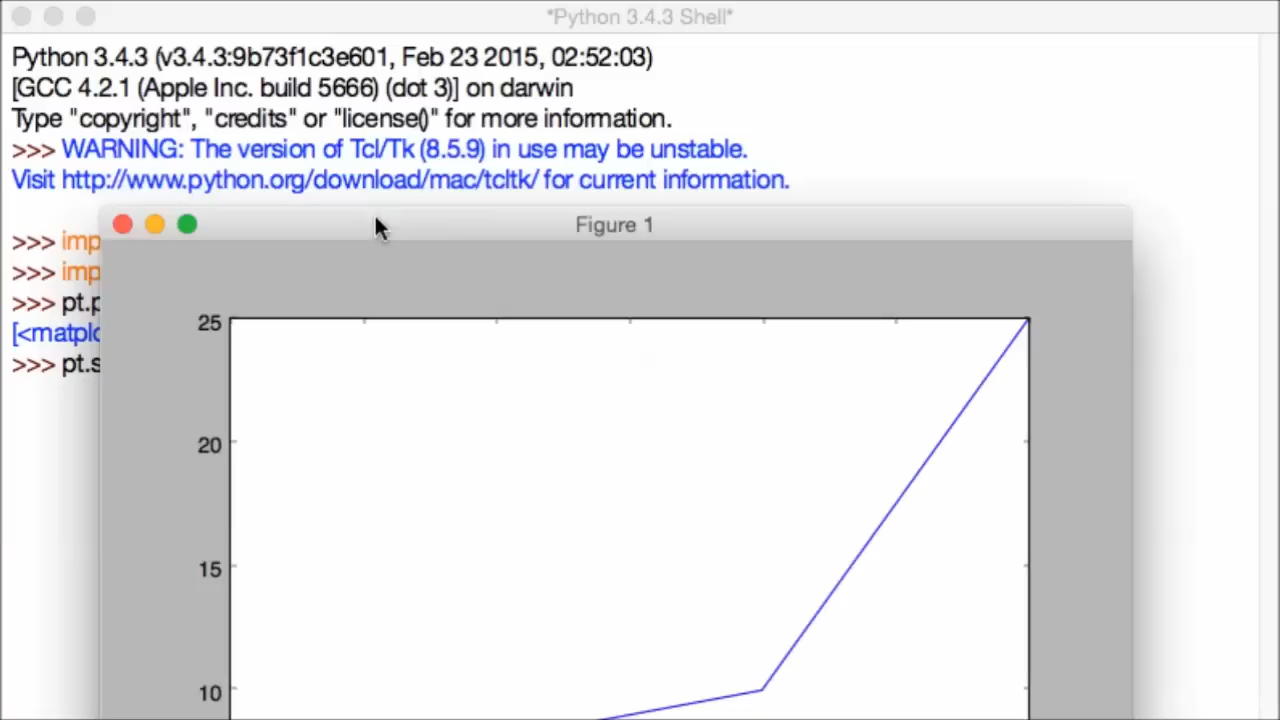 *Python 3.4.3 Shell*
Python 3.4.3 (v3.4.3:9b73f1c3e601, Feb 23 2015, 02:52:03)
[GCC 4.2.1 (Apple Inc. build 5666) (dot 3)] on darwin
Type "copyright", "credits" or "license()" for more information.
>>> WARNING: The version of Tcl/Tk (8.5.9) in use may be unstable.
Visit http://www.python.org/download/mac/tcltk/ for current information.
Figure 1
>>> imp
>>> imp
>>> pt.p
[<matplo
>>> pt.s
25
20
15
10